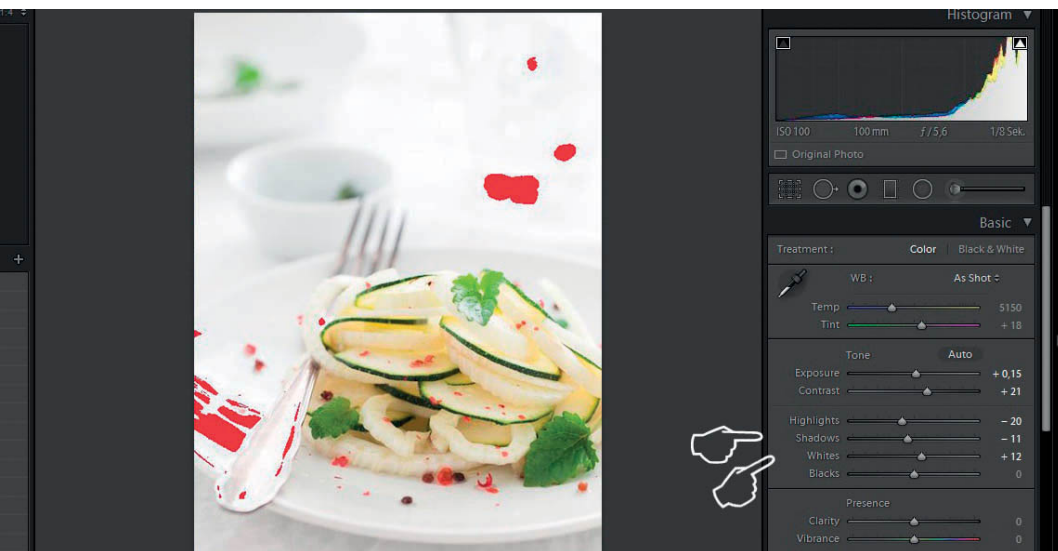 1:4
Histogram
ISO 100 100 mm ƒ / 5,6 1/8 Sek.
Original Photo
Basic
Treatment : Color Black & White
WB : As Shot
Temp 5150
Tint + 18
Tone Auto
Exposure + 0,15
Contrast + 21
Highlights − 20
Shadows − 11
Whites + 12
Blacks 0
Presence
Clarity 0
Vibrance 0